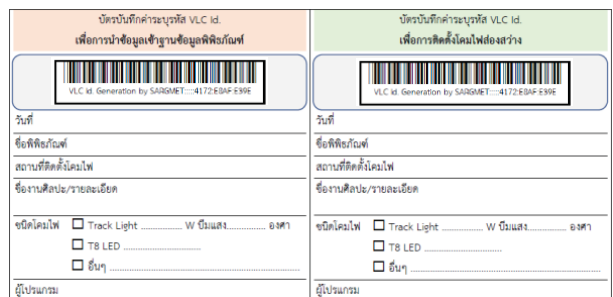 บัตรบันทึกค่าระบุรหัส VLC Id.
เพื่อการนำข้อมูลเข้าฐานข้อมูลพิพิธภัณฑ์
VLC id. Generation by SARGMET:::::4172:E8AF:E39E
วันที่
ชื่อพิพิธภัณฑ์
สถานที่ติดตั้งโคมไฟ
ชื่องานศิลปะ/รายละเอียด
ชนิดโคมไฟ ☐ Track Light ................ W บีมแสง............... องศา
☐ T8 LED ..............................
☐ อื่นๆ .........................................................................
ผู้โปรแกรม
บัตรบันทึกค่าระบุรหัส VLC Id.
เพื่อการติดตั้งโคมไฟส่องสว่าง
VLC id. Generation by SARGMET:::::4172:E8AF:E39E
วันที่
ชื่อพิพิธภัณฑ์
สถานที่ติดตั้งโคมไฟ
ชื่องานศิลปะ/รายละเอียด
ชนิดโคมไฟ ☐ Track Light ................ W บีมแสง............... องศา
☐ T8 LED ..............................
☐ อื่นๆ .........................................................................
ผู้โปรแกรม